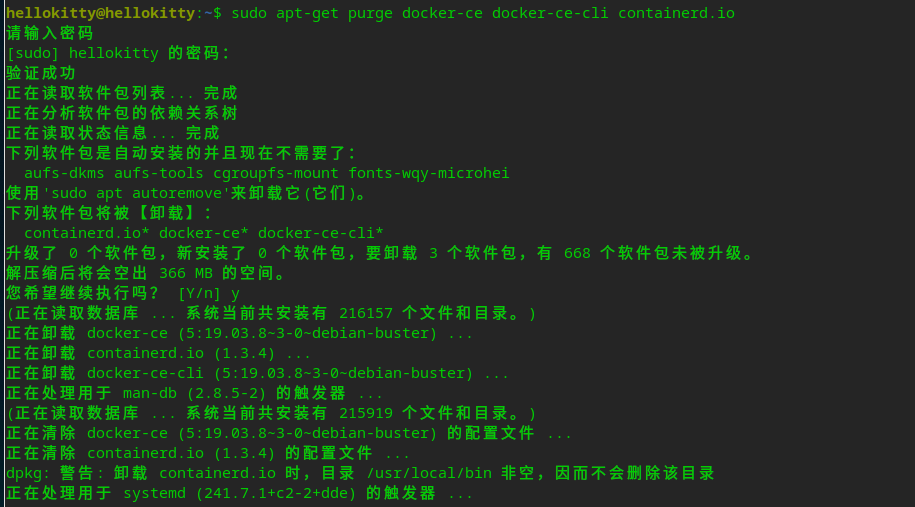 hellokitty@hellokitty:~$ sudo apt-get purge docker-ce docker-ce-cli containerd.io
请输入密码
[sudo] hellokitty 的密码：
验证成功
正在读取软件包列表... 完成
正在分析软件包的依赖关系树
正在读取状态信息... 完成
下列软件包是自动安装的并且现在不需要了：
  aufs-dkms aufs-tools cgroupfs-mount fonts-wqy-microhei
使用'sudo apt autoremove'来卸载它(它们)。
下列软件包将被【卸载】：
  containerd.io* docker-ce* docker-ce-cli*
升级了 0 个软件包，新安装了 0 个软件包，要卸载 3 个软件包，有 668 个软件包未被升级。
解压缩后将会空出 366 MB 的空间。
您希望继续执行吗？ [Y/n] y
(正在读取数据库 ... 系统当前共安装有 216157 个文件和目录。)
正在卸载 docker-ce (5:19.03.8~3-0~debian-buster) ...
正在卸载 containerd.io (1.3.4) ...
正在卸载 docker-ce-cli (5:19.03.8~3-0~debian-buster) ...
正在处理用于 man-db (2.8.5-2) 的触发器 ...
(正在读取数据库 ... 系统当前共安装有 215919 个文件和目录。)
正在清除 docker-ce (5:19.03.8~3-0~debian-buster) 的配置文件 ...
正在清除 containerd.io (1.3.4) 的配置文件 ...
dpkg: 警告: 卸载 containerd.io 时，目录 /usr/local/bin 非空，因而不会删除该目录
正在处理用于 systemd (241.7.1+c2-2+dde) 的触发器 ...